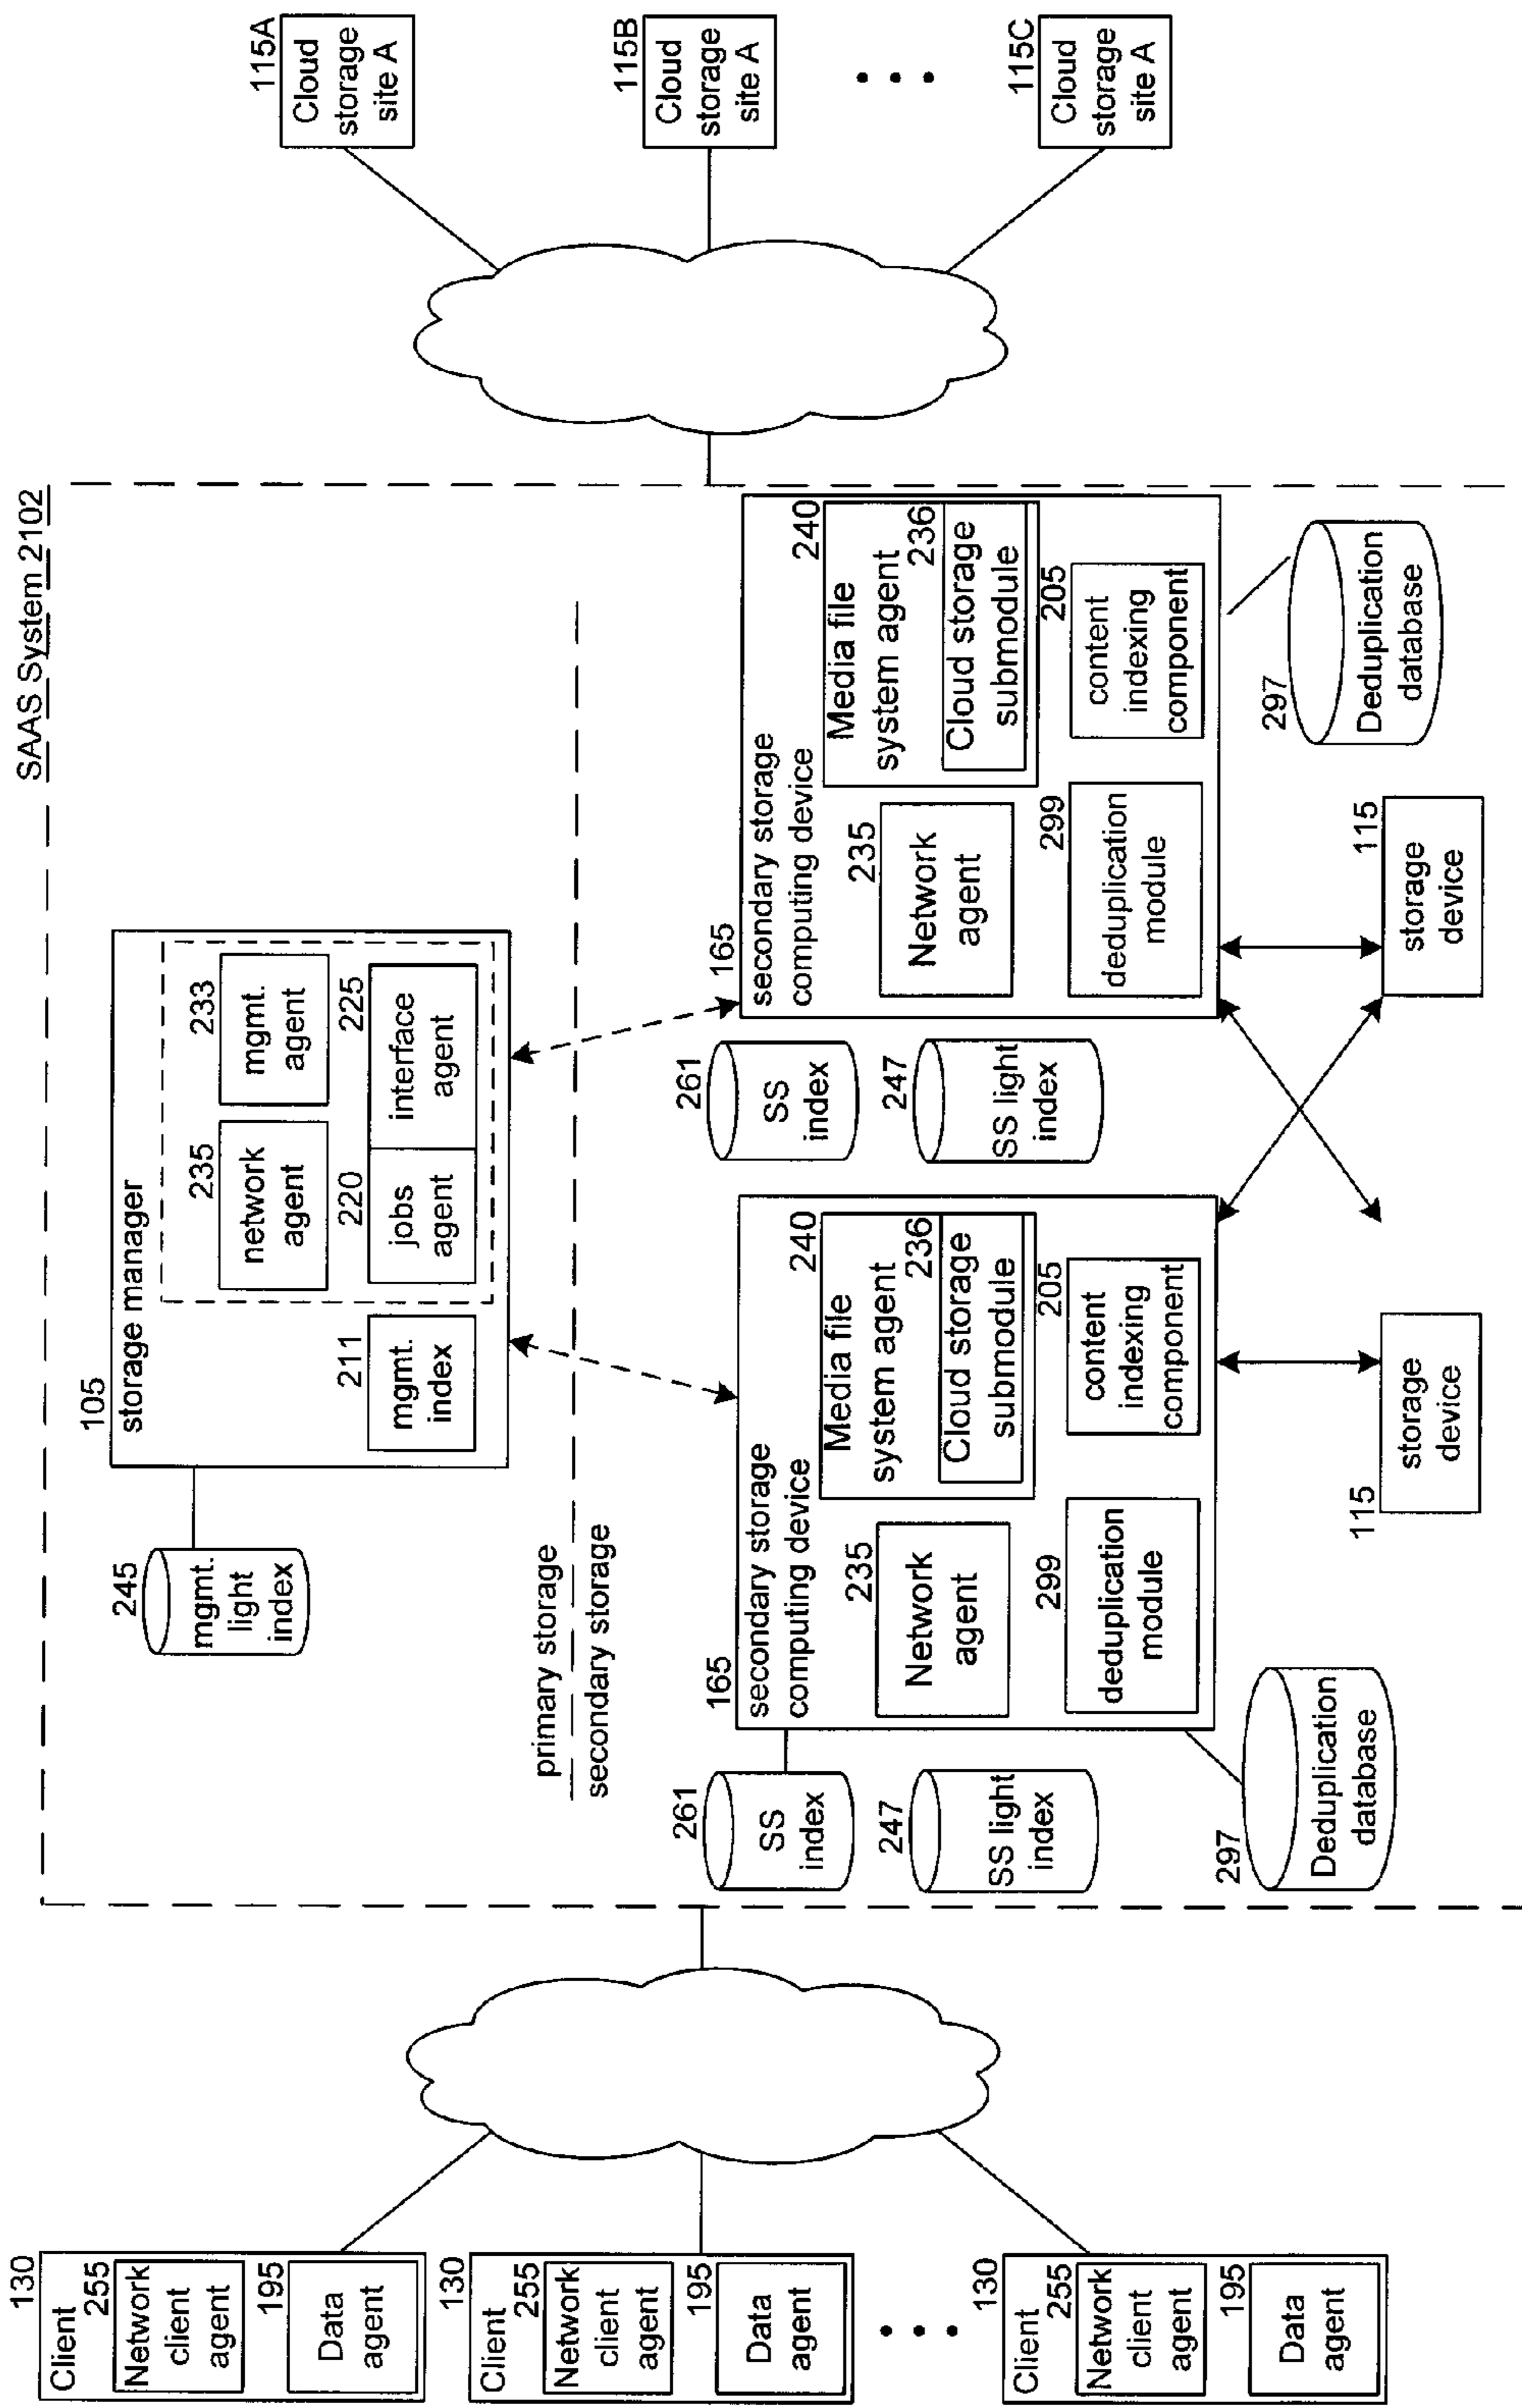 130
Client
255
Network
client
agent
195
Data
agent
130
Client
255
Network
client
agent
195
Data
agent
130
Client
255
Network
client
agent
195
Data
agent
SAAS System 2102
105
storage manager
245
mgmt.
light
index
211
mgmt.
index
235
network
agent
233
mgmt.
agent
220
jobs
agent
225
interface
agent
primary storage
secondary storage
261
SS
index
247
SS light
index
297
Deduplication
database
165
secondary storage
computing device
235
Network
agent
240
Media file
system agent
236
Cloud storage
submodule
299
deduplication
module
205
content
indexing
component
115
storage
device
261
SS
index
247
SS light
index
165
secondary storage
computing device
235
Network
agent
240
Media file
system agent
236
Cloud storage
submodule
299
deduplication
module
205
content
indexing
component
115
storage
device
297
Deduplication
database
115A
Cloud
storage
site A
115B
Cloud
storage
site A
115C
Cloud
storage
site A